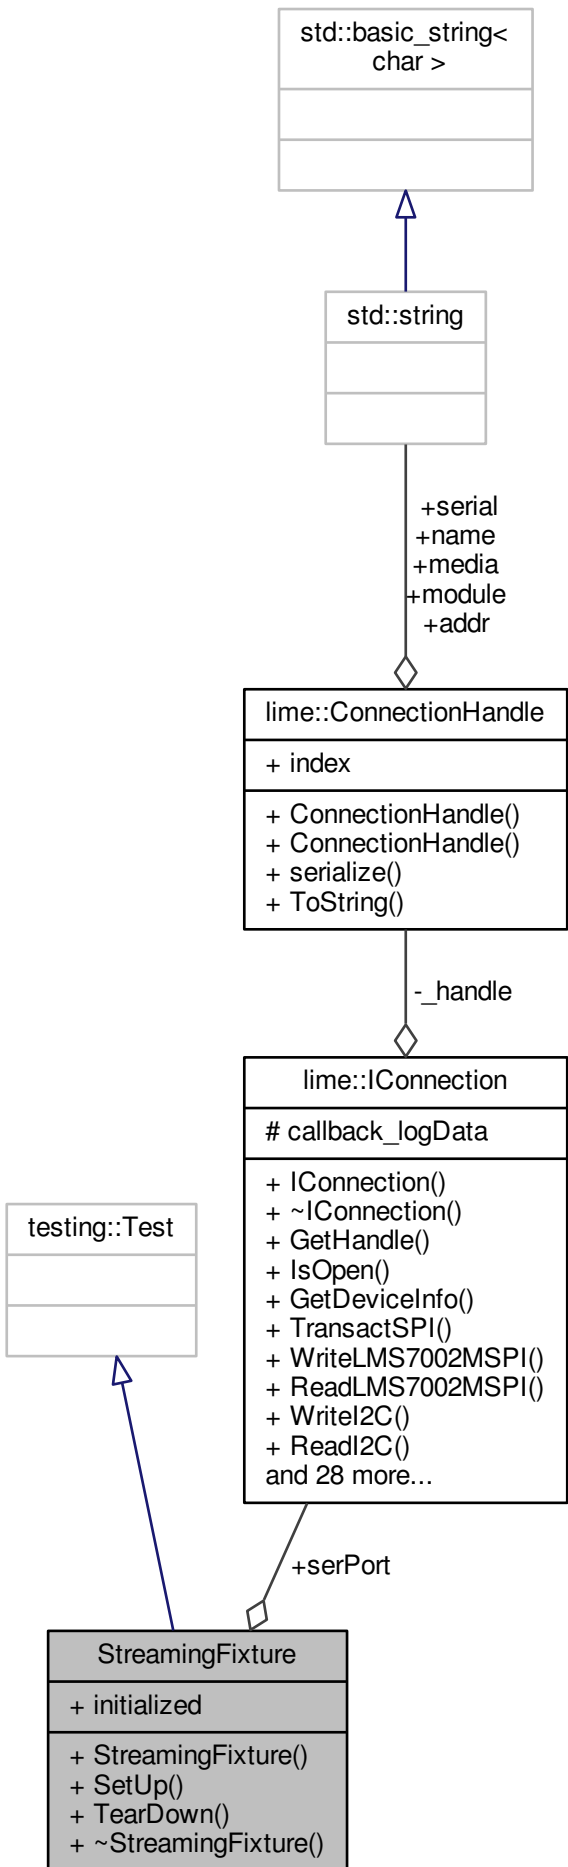 std::basic_string<
char >
std::string
+serial
+name
+media
+module
+addr
lime::ConnectionHandle
+ index
+ ConnectionHandle()
+ ConnectionHandle()
+ serialize()
+ ToString()
-_handle
lime::IConnection
# callback_logData
+ IConnection()
+ ~IConnection()
+ GetHandle()
+ IsOpen()
+ GetDeviceInfo()
+ TransactSPI()
+ WriteLMS7002MSPI()
+ ReadLMS7002MSPI()
+ WriteI2C()
+ ReadI2C()
and 28 more...
testing::Test
+serPort
StreamingFixture
+ initialized
+ StreamingFixture()
+ SetUp()
+ TearDown()
+ ~StreamingFixture()